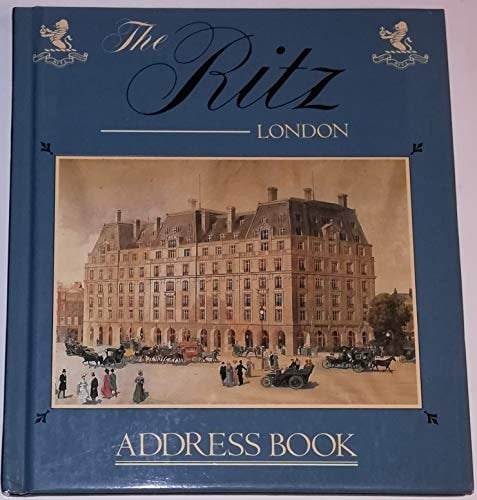 The
Ritz
LONDON
ADDRESS BOOK